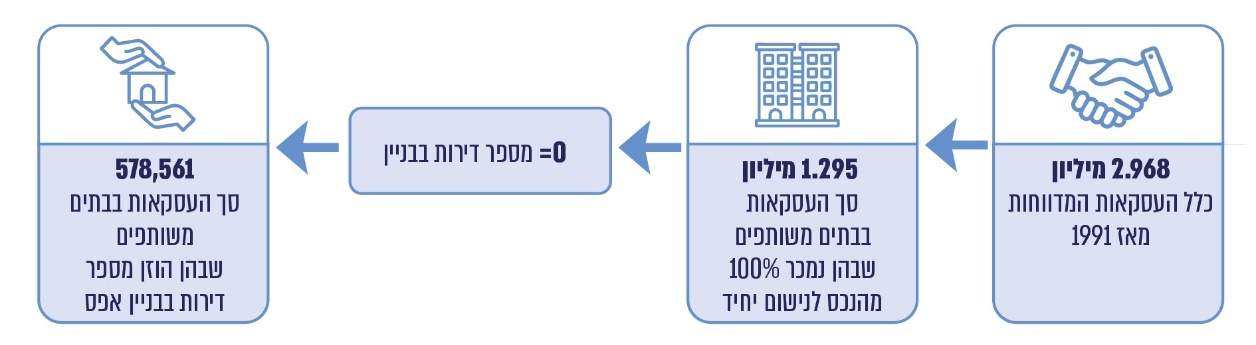 2.968 מיליון
כלל העסקאות המדווחות
מאז 1991
1.295 מיליון
סך העסקאות
בבתים משותפים
שבהן נמכר 100%
מהנכס לנישום יחיד
מספר דירות בבניין =0
578,561
סך העסקאות בבתים
משותפים
שבהן הוזן מספר
דירות בבניין אפס